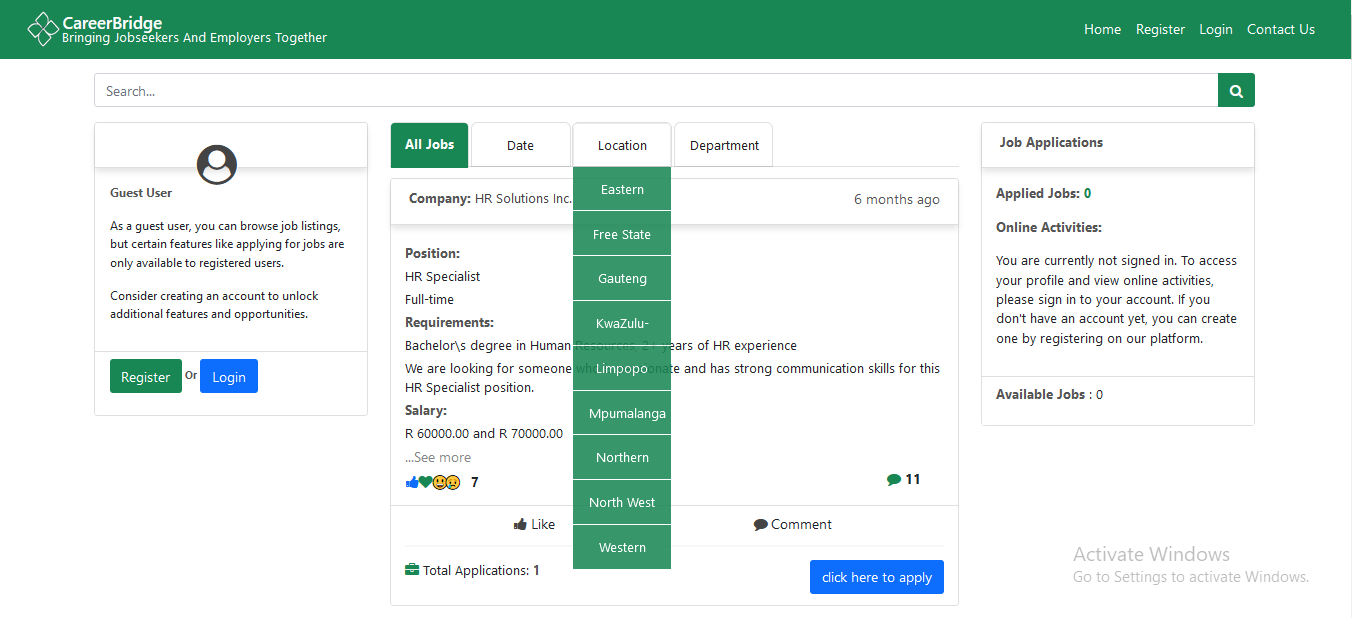 CareerBridge
Bringing Jobseekers And Employers Together
Home Register Login Contact Us
Search...
Guest User
As a guest user, you can browse job listings,
but certain features like applying for jobs are
only available to registered users.
Consider creating an account to unlock
additional features and opportunities.
Register Or Login
All Jobs Date Location Department
Eastern
Free State
Gauteng
KwaZulu-
Limpopo
Mpumalanga
Northern
North West
Western
Company: HR Solutions Inc.
6 months ago
Position:
HR Specialist
Full-time
Requirements:
Bachelor\s degree in Human Resources, 2+ years of HR experience
We are looking for someone who and has strong communication skills for this
HR Specialist position.
Salary:
R 60000.00 and R 70000.00
...See more
7
11
Like Comment
Total Applications: 1
click here to apply
Job Applications
Applied Jobs: 0
Online Activities:
You are currently not signed in. To access
your profile and view online activities,
please sign in to your account. If you
don't have an account yet, you can create
one by registering on our platform.
Available Jobs : 0
Activate Windows
Go to Settings to activate Windows.